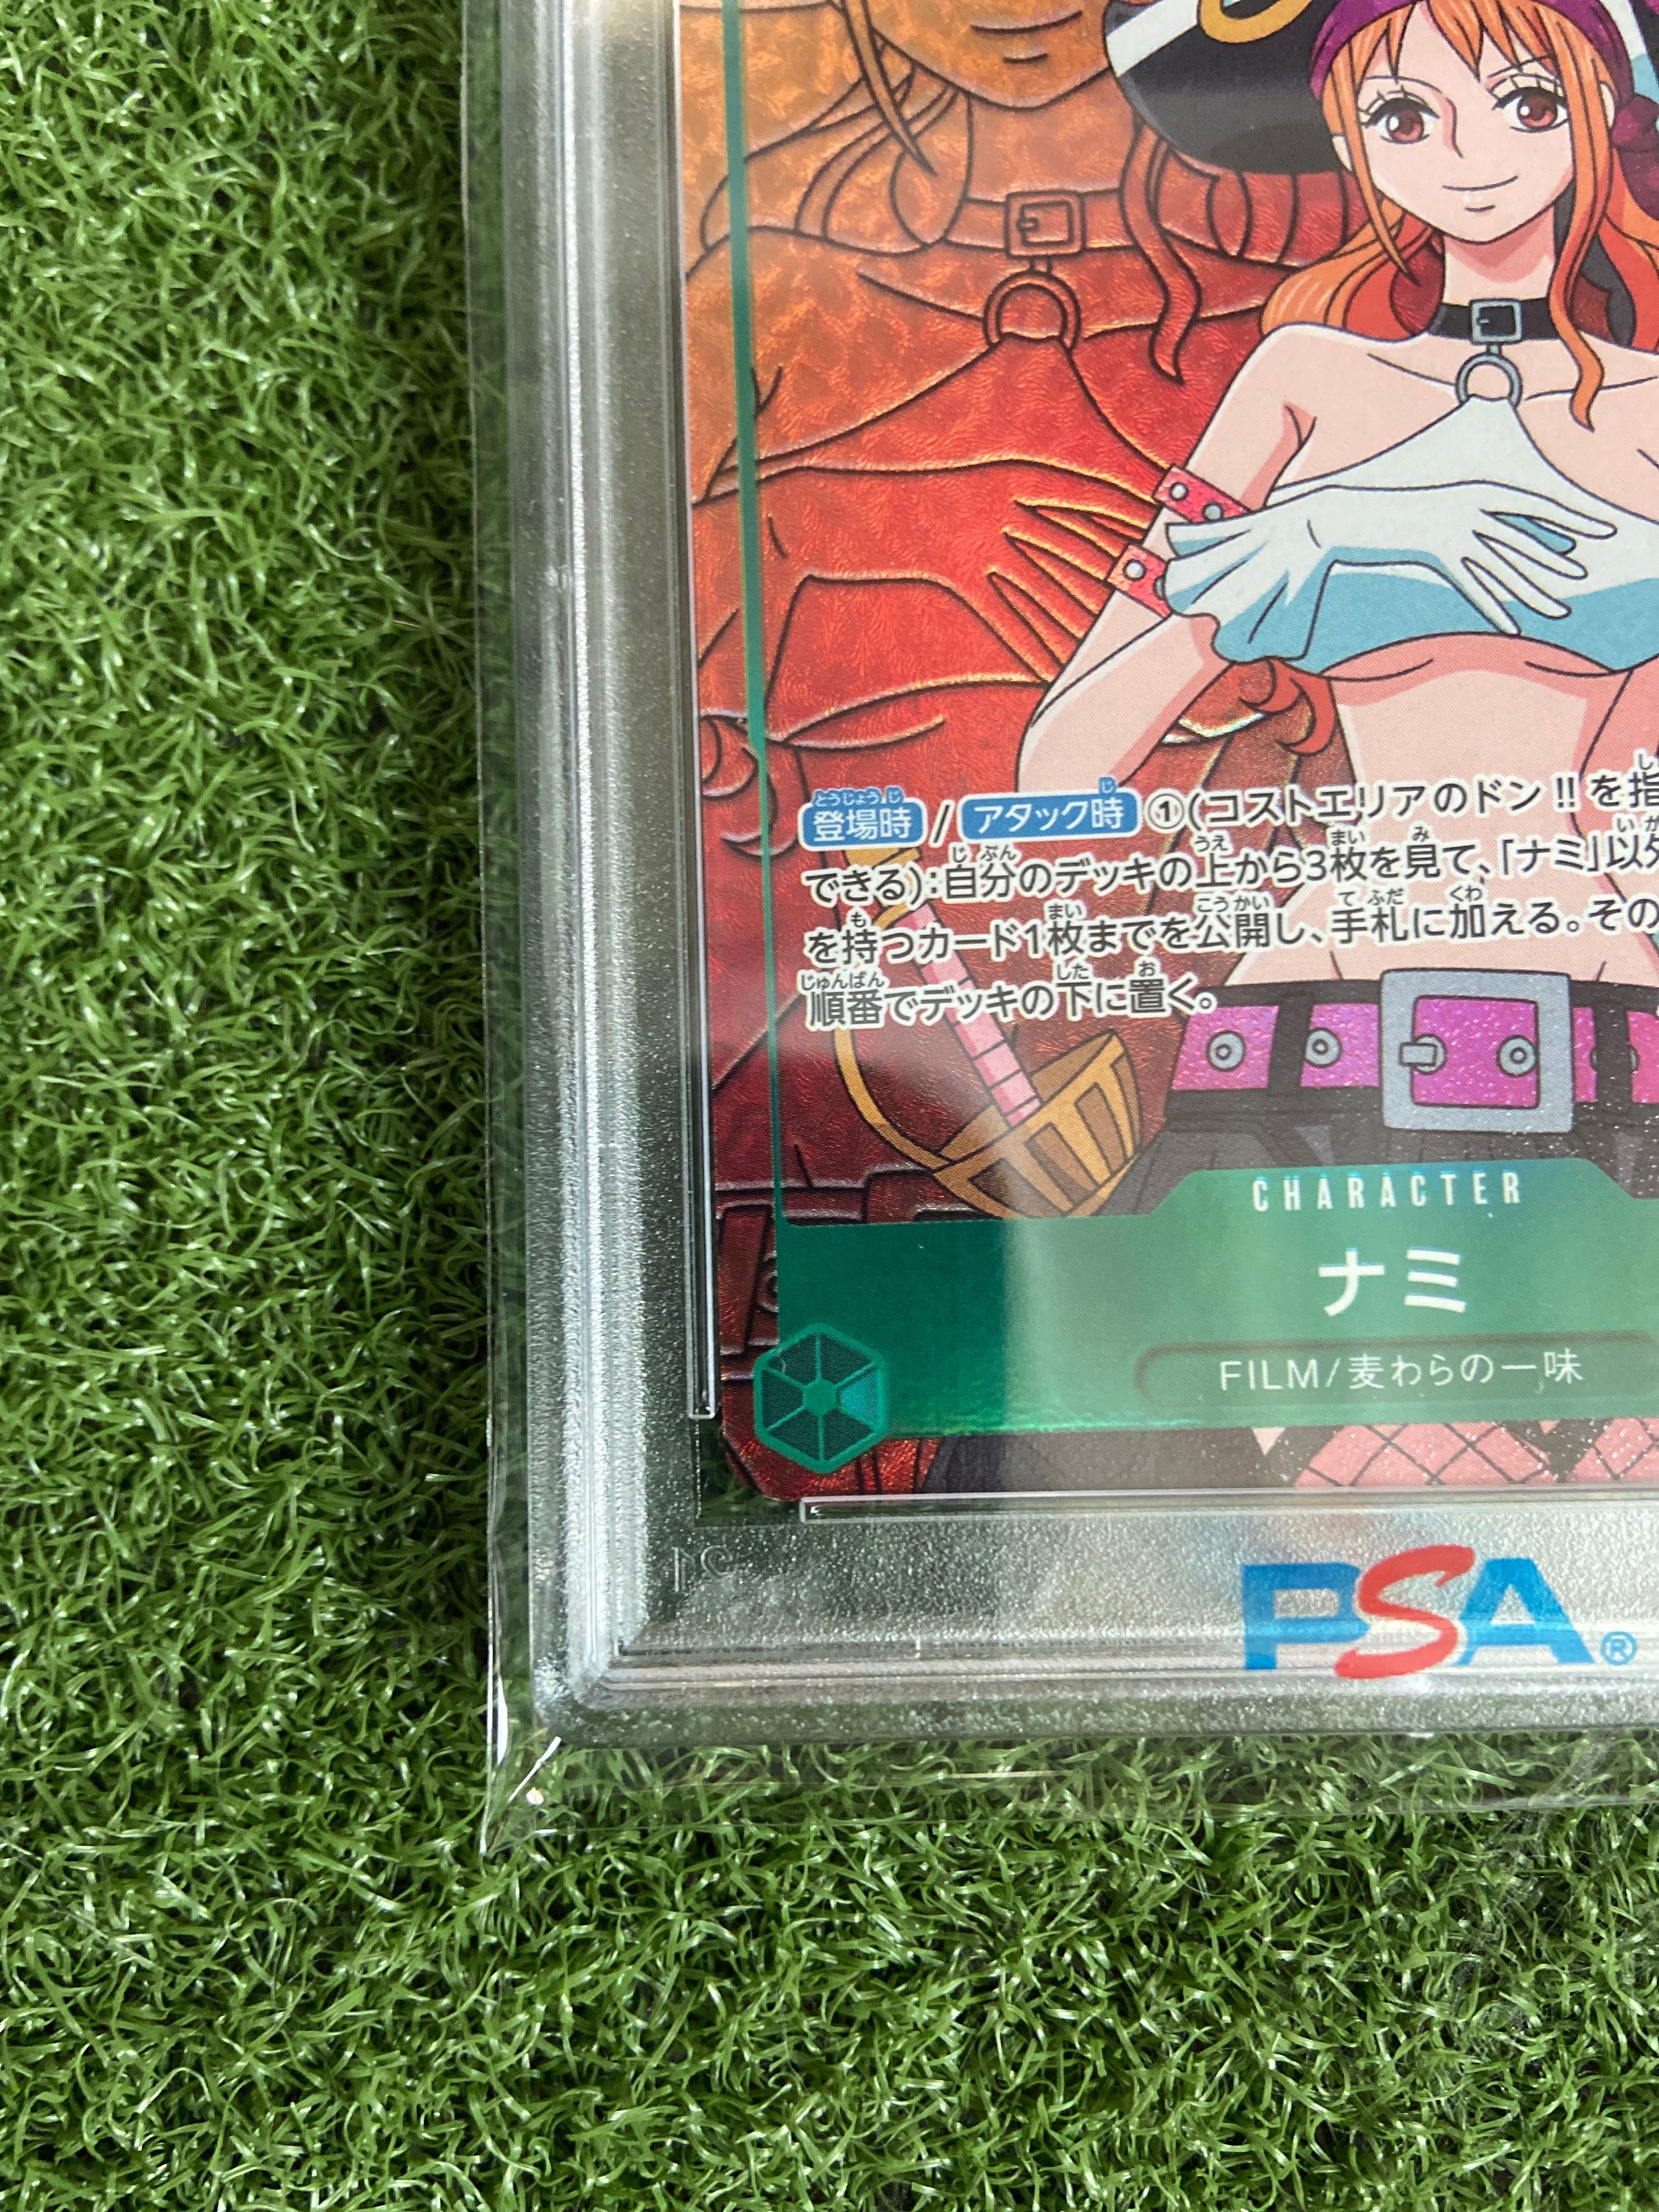 登場時 / アタック時 ①(コストエリアのドン!!を指
できる):自分のデッキの上から3枚を見て、「ナミ」以外
を持つカード1枚までを公開し、手札に加える。その
順番でデッキの下に置く。
CHARACTER
ナミ
FILM/麦わらの一味
PSA®